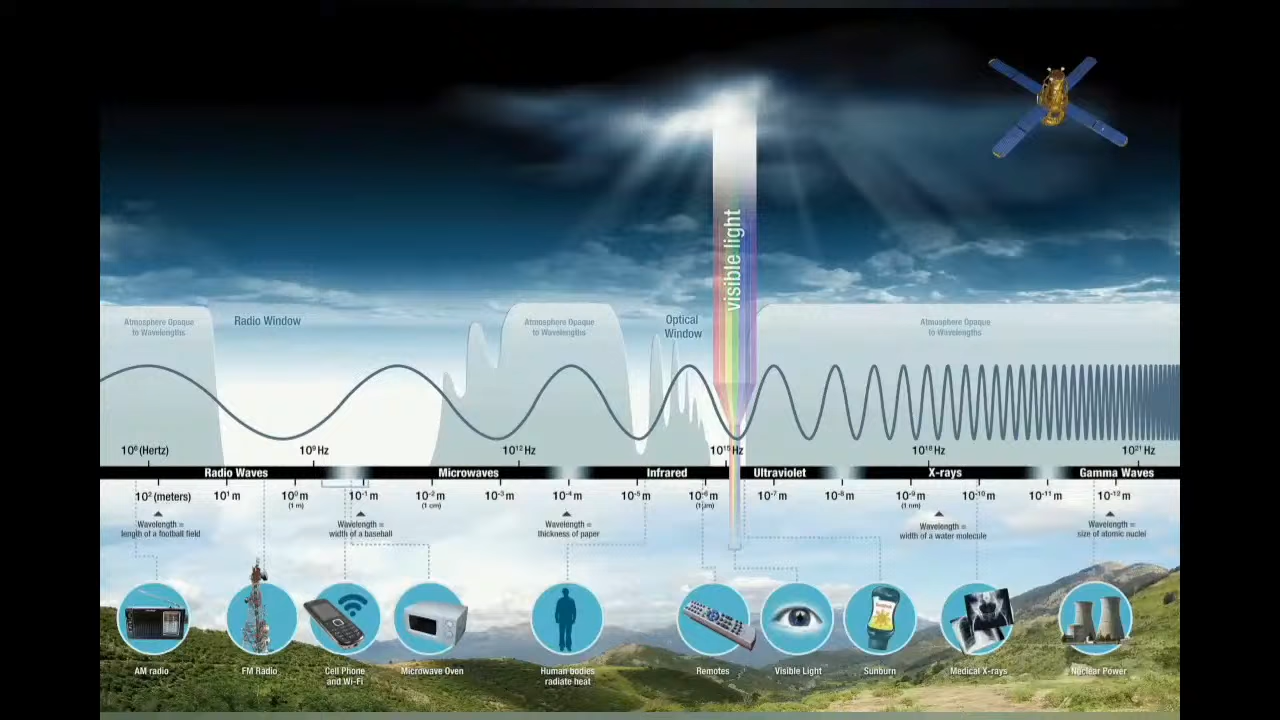 visible light
Atmosphere Opaque
to Wavelengths
Radio Window
Atmosphere Opaque
to Wavelengths
Optical
Window
Atmosphere Opaque
to Wavelengths
10⁶ (Hertz)
10⁹ Hz
10¹² Hz
10¹⁵ Hz
10¹⁸ Hz
10²¹ Hz
Radio Waves
Microwaves
Infrared
Ultraviolet
X-rays
Gamma Waves
10² (meters)
10¹ m
10⁰ m
(1 m)
10⁻¹ m
10⁻² m
(1 cm)
10⁻³ m
10⁻⁴ m
10⁻⁵ m
10⁻⁶ m
(1 μm)
10⁻⁷ m
10⁻⁸ m
10⁻⁹ m
(1 nm)
10⁻¹⁰ m
10⁻¹¹ m
10⁻¹² m
Wavelength =
length of a football field
Wavelength =
width of a baseball
Wavelength =
thickness of paper
Wavelength =
width of a water molecule
Wavelength =
size of atomic nuclei
AM radio
FM Radio
Cell Phone
and Wi-Fi
Microwave Oven
Human bodies
radiate heat
Remotes
Visible Light
Sunburn
Medical X-rays
Nuclear Power